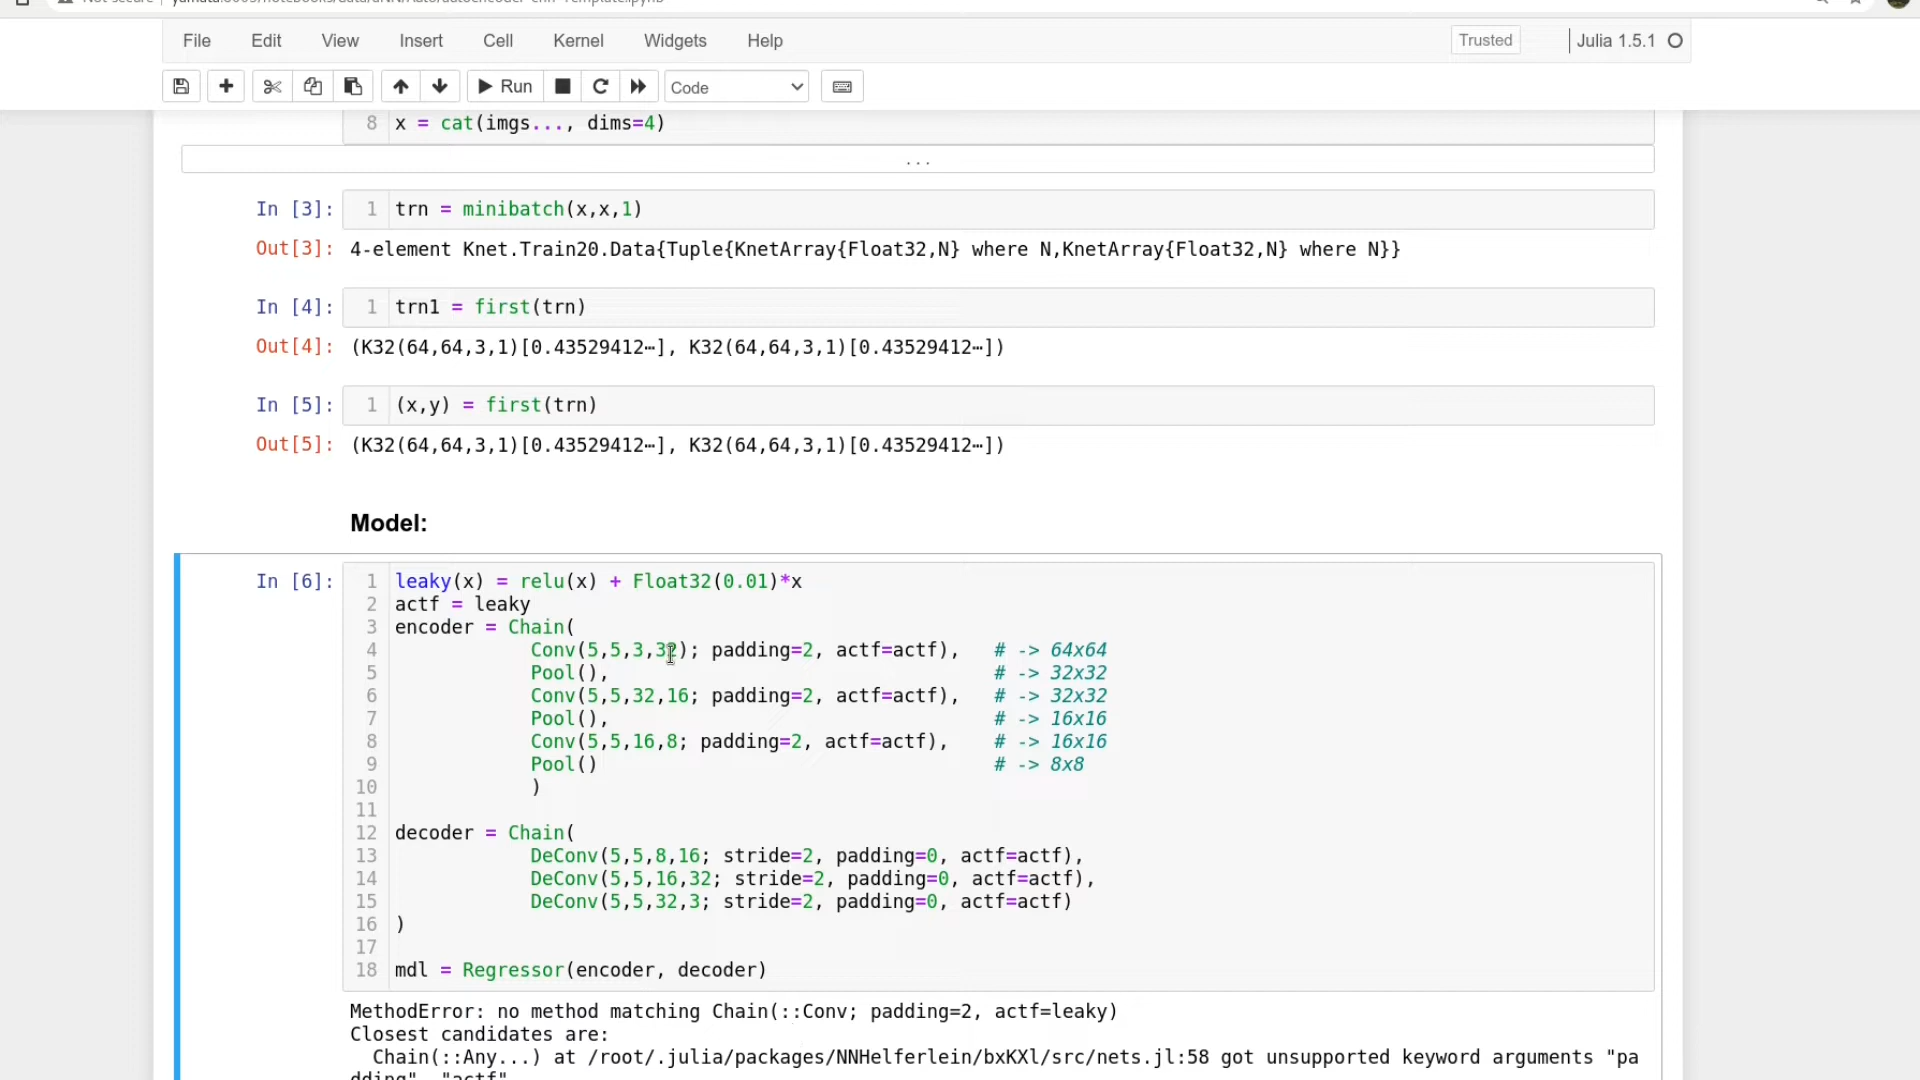 File Edit View Insert Cell Kernel Widgets Help Trusted Julia 1.5.1
Run Code
8 x = cat(imgs..., dims=4)
...
In [3]: 1 trn = minibatch(x,x,1)
Out[3]: 4-element Knet.Train20.Data{Tuple{KnetArray{Float32,N} where N,KnetArray{Float32,N} where N}}
In [4]: 1 trn1 = first(trn)
Out[4]: (K32(64,64,3,1)[0.43529412⋯], K32(64,64,3,1)[0.43529412⋯])
In [5]: 1 (x,y) = first(trn)
Out[5]: (K32(64,64,3,1)[0.43529412⋯], K32(64,64,3,1)[0.43529412⋯])
Model:
In [6]: 1 leaky(x) = relu(x) + Float32(0.01)*x
2 actf = leaky
3 encoder = Chain(
4 Conv(5,5,3,32); padding=2, actf=actf), # -> 64x64
5 Pool(), # -> 32x32
6 Conv(5,5,32,16; padding=2, actf=actf), # -> 32x32
7 Pool(), # -> 16x16
8 Conv(5,5,16,8; padding=2, actf=actf), # -> 16x16
9 Pool() # -> 8x8
10 )
11
12 decoder = Chain(
13 DeConv(5,5,8,16; stride=2, padding=0, actf=actf),
14 DeConv(5,5,16,32; stride=2, padding=0, actf=actf),
15 DeConv(5,5,32,3; stride=2, padding=0, actf=actf)
16 )
17
18 mdl = Regressor(encoder, decoder)
MethodError: no method matching Chain(::Conv; padding=2, actf=leaky)
Closest candidates are:
Chain(::Any...) at /root/.julia/packages/NNHelferlein/bxKXl/src/nets.jl:58 got unsupported keyword arguments "pa
dding", "actf"